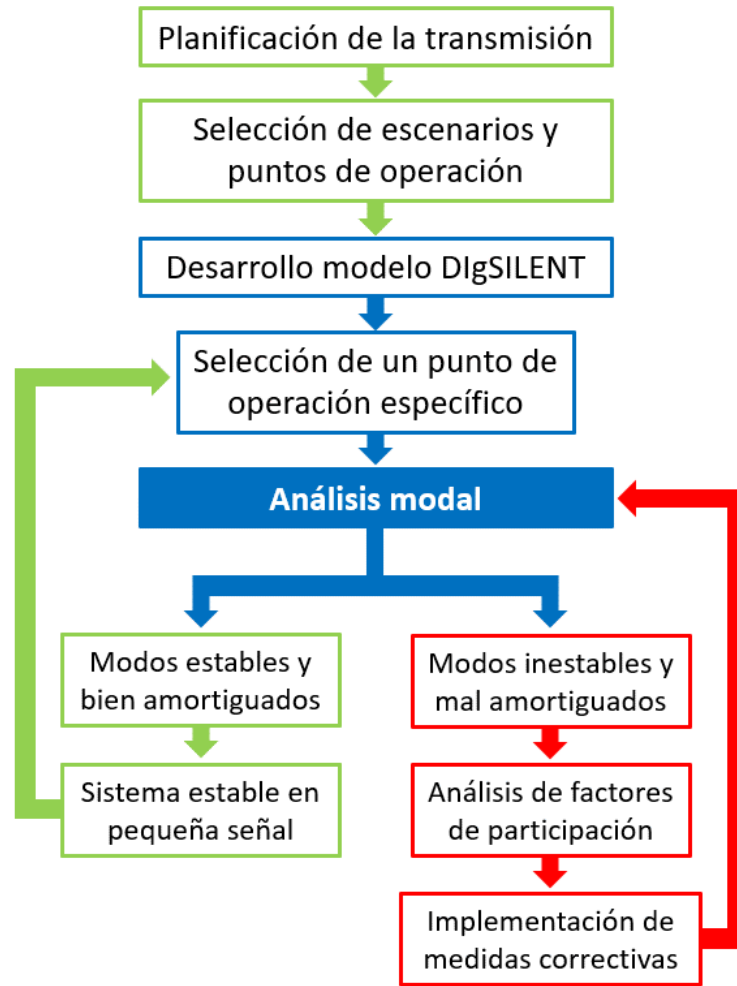 Planificación de la transmisión
Selección de escenarios y
puntos de operación
Desarrollo modelo DIgSILENT
Selección de un punto de
operación específico
Análisis modal
Modos estables y
bien amortiguados
Modos inestables y
mal amortiguados
Sistema estable en
pequeña señal
Análisis de factores
de participación
Implementación de
medidas correctivas